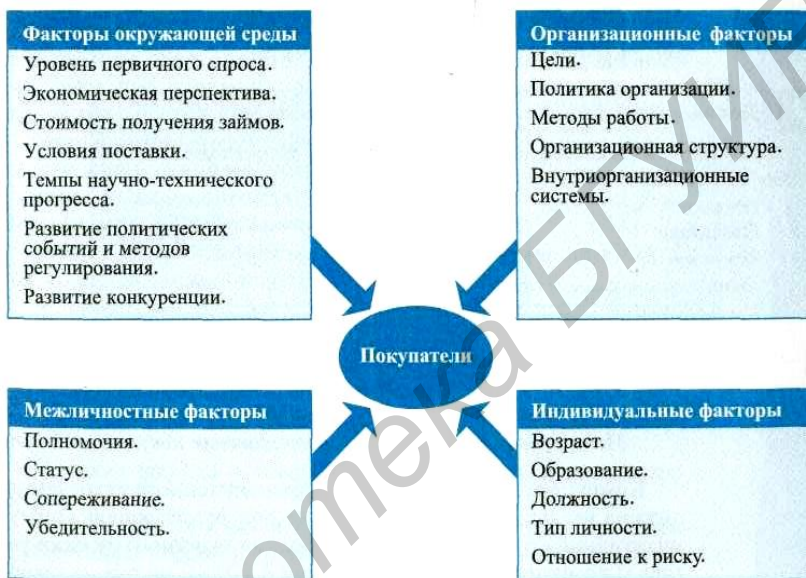 Факторы окружающей среды
Уровень первичного спроса.
Экономическая перспектива.
Стоимость получения займов.
Условия поставки.
Темпы научно-технического
прогресса.
Развитие политических
событий и методов
регулирования.
Развитие конкуренции.
Организационные факторы
Цели.
Политика организации.
Методы работы.
Организационная структура.
Внутриорганизационные
системы.
Покупатели
Межличностные факторы
Полномочия.
Статус.
Сопереживание.
Убедительность.
Индивидуальные факторы
Возраст.
Образование.
Должность.
Тип личности.
Отношение к риску.